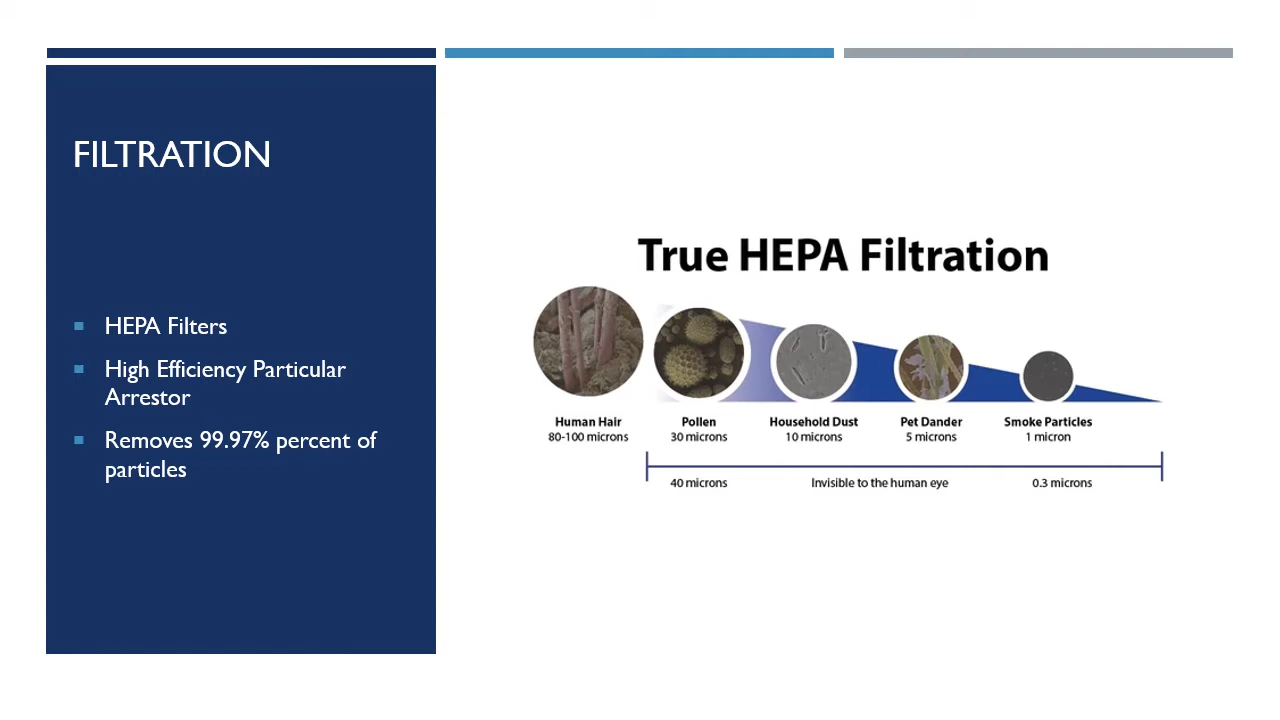 FILTRATION
HEPA Filters
High Efficiency Particular
Arrestor
Removes 99.97% percent of
particles
True HEPA Filtration
Human Hair
80-100 microns
Pollen
30 microns
Household Dust
10 microns
Pet Dander
5 microns
Smoke Particles
1 micron
40 microns
Invisible to the human eye
0.3 microns